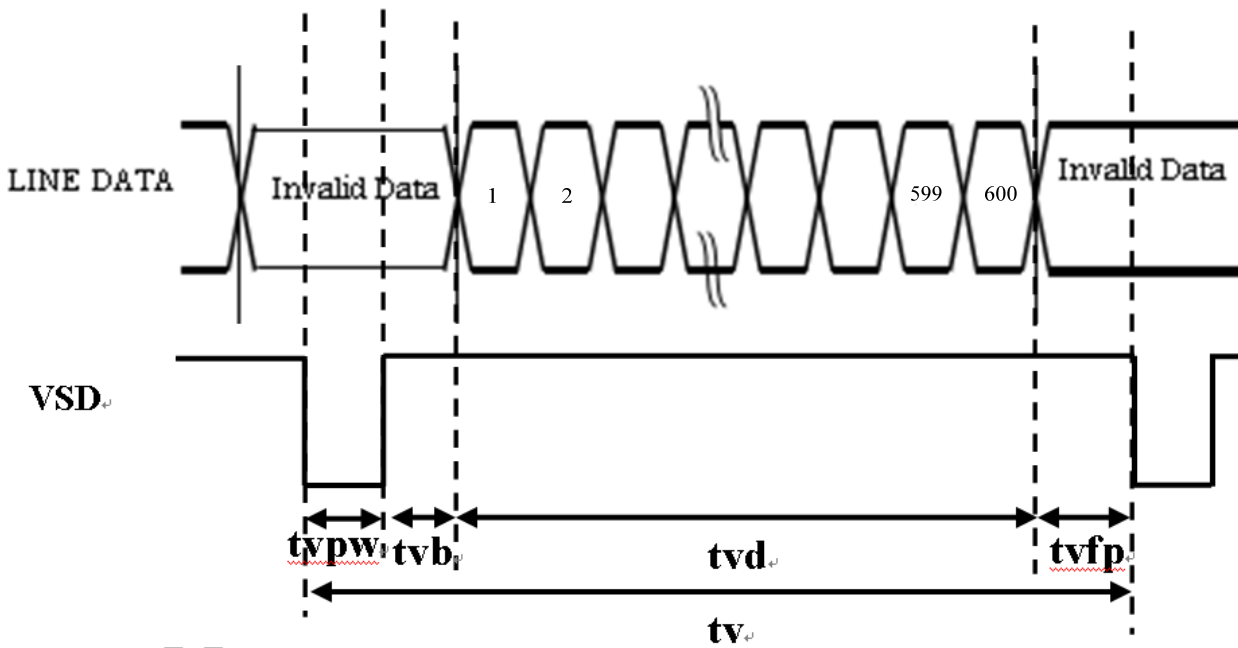 LINE DATA
Invalid Data
1
2
599
600
Invalid Data
VSD
tvpw
tvb
tvd
tvfp
tv